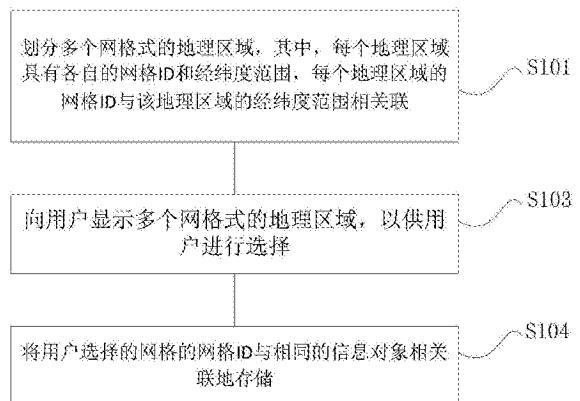 划分多个网格式的地理区域，其中，每个地理区域
具有各自的网格ID和经纬度范围，每个地理区域的
网格ID与该地理区域的经纬度范围相关联
S101
向用户显示多个网格式的地理区域，以供用
户进行选择
S103
将用户选择的网格的网格ID与相同的信息对象相关
联地存储
S104